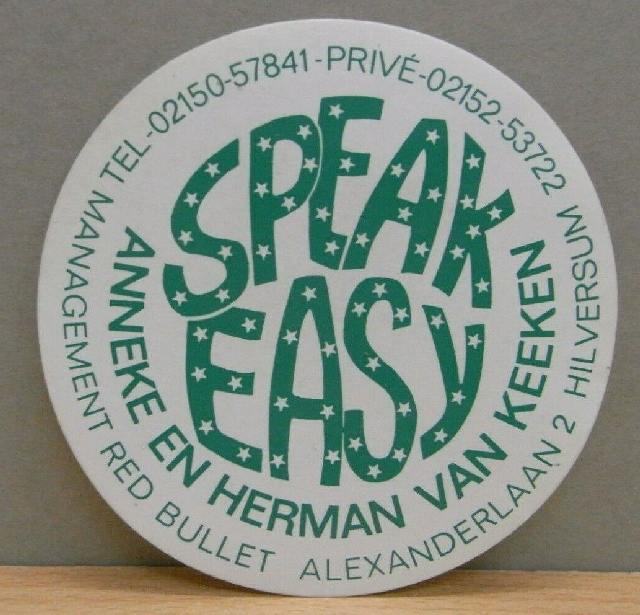 SPEAK
EASY
ANNEKE EN HERMAN VAN KEEKEN
MANAGEMENT RED BULLET ALEXANDERLAAN 2 HILVERSUM
TEL-02150-57841-PRIVÉ-02152-53722